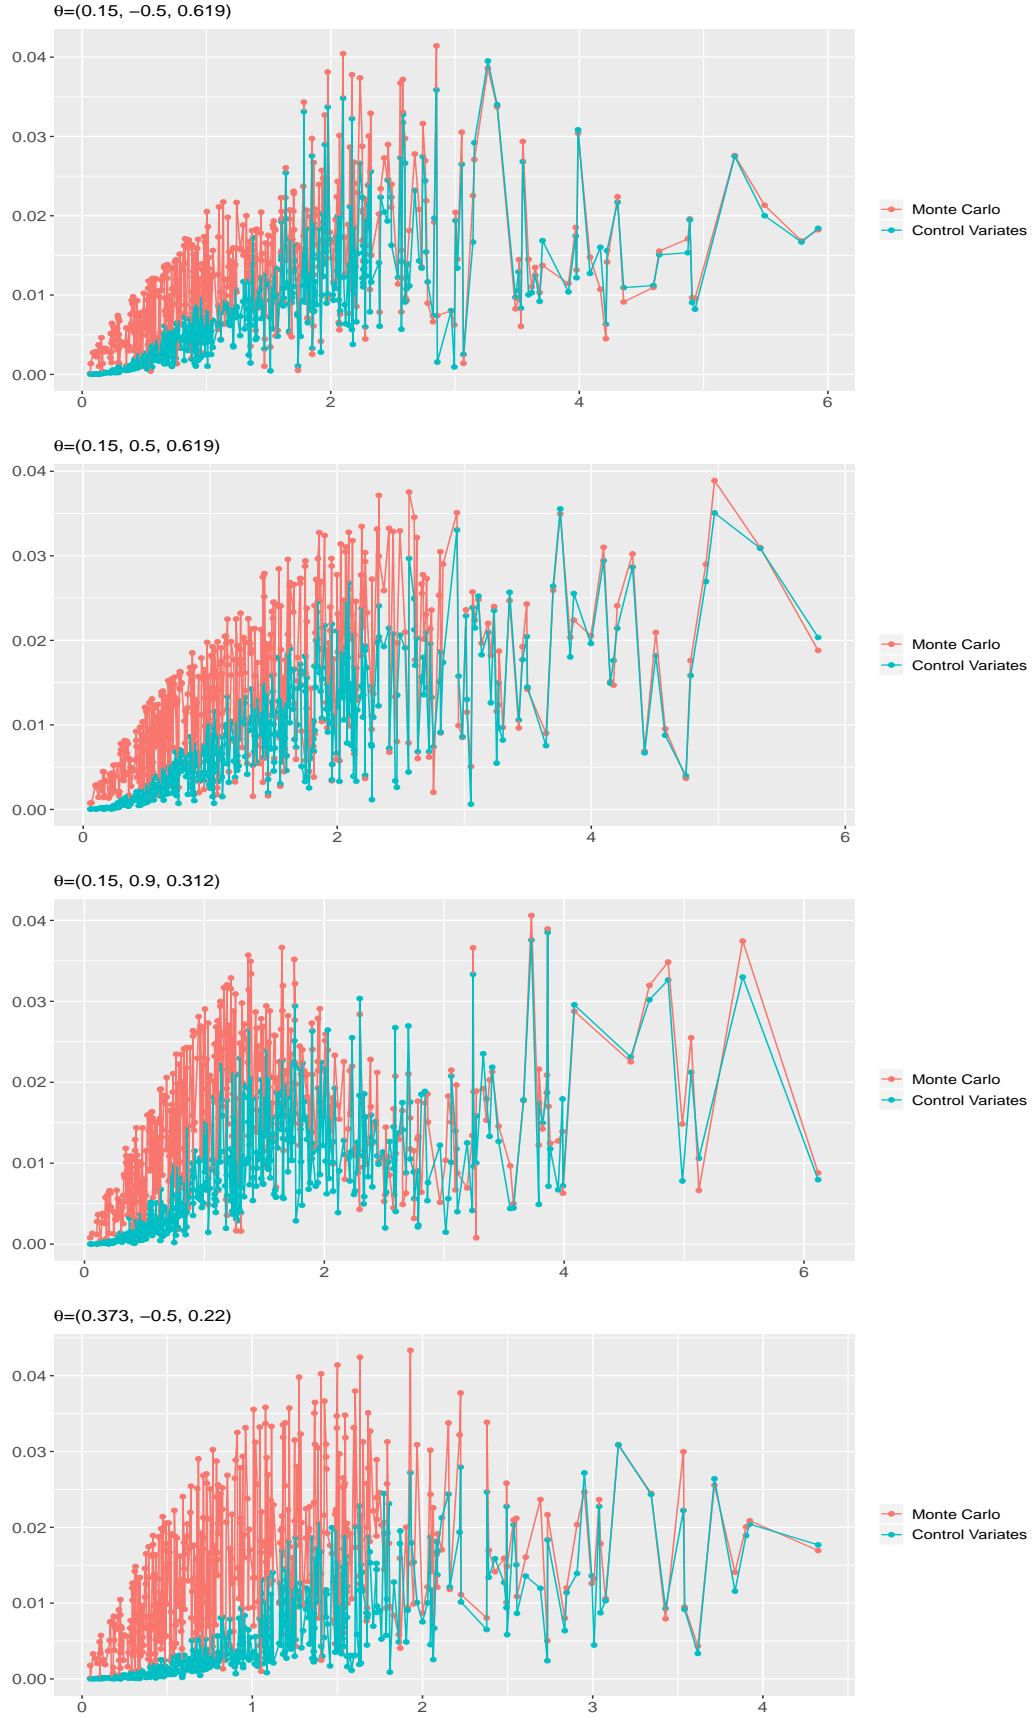 θ=(0.15, −0.5, 0.619)
0.04
0.03
0.02
0.01
0.00
0 2 4 6
Monte Carlo
Control Variates
θ=(0.15, 0.5, 0.619)
0.04
0.03
0.02
0.01
0.00
0 2 4 6
Monte Carlo
Control Variates
θ=(0.15, 0.9, 0.312)
0.04
0.03
0.02
0.01
0.00
0 2 4 6
Monte Carlo
Control Variates
θ=(0.373, −0.5, 0.22)
0.04
0.03
0.02
0.01
0.00
0 1 2 3 4
Monte Carlo
Control Variates